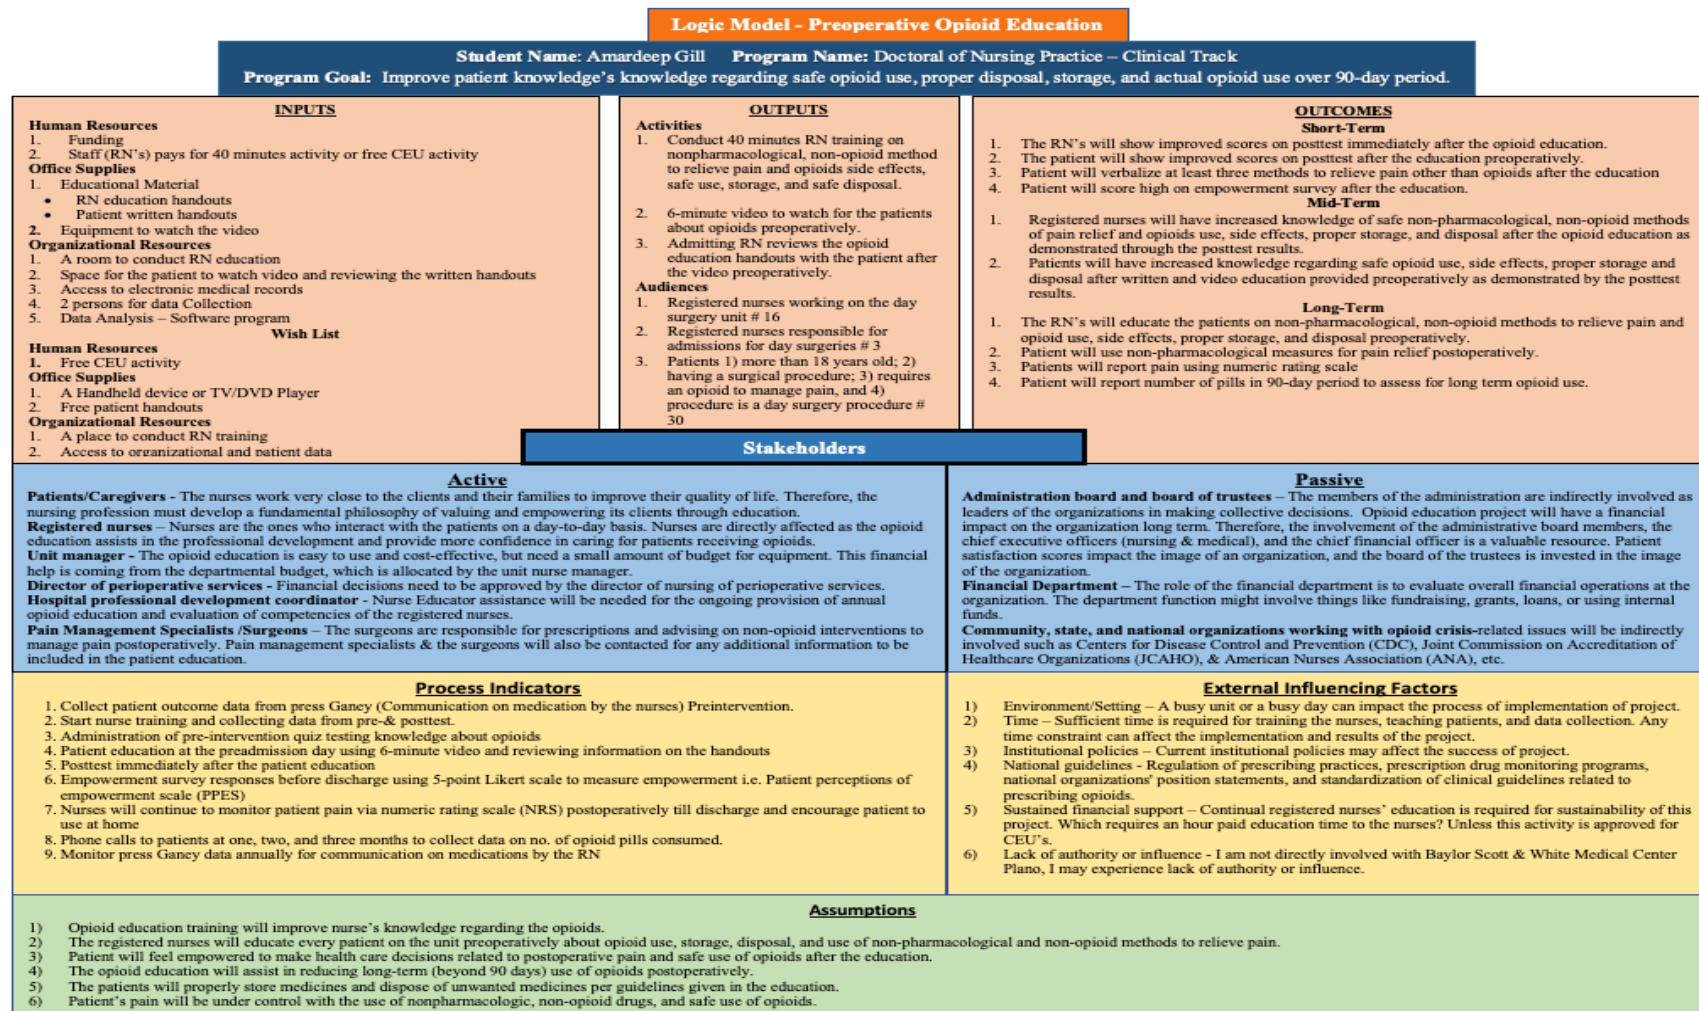 Logic Model - Preoperative Opioid Education
Student Name: Amardeep Gill Program Name: Doctoral of Nursing Practice – Clinical Track
Program Goal: Improve patient knowledge's knowledge regarding safe opioid use, proper disposal, storage, and actual opioid use over 90-day period.
INPUTS
Human Resources
1. Funding
2. Staff (RN's) pays for 40 minutes activity or free CEU activity
Office Supplies
1. Educational Material
• RN education handouts
• Patient written handouts
2. Equipment to watch the video
Organizational Resources
1. A room to conduct RN education
2. Space for the patient to watch video and reviewing the written handouts
3. Access to electronic medical records
4. 2 persons for data Collection
5. Data Analysis – Software program
Wish List
Human Resources
1. Free CEU activity
Office Supplies
1. A Handheld device or TV/DVD Player
2. Free patient handouts
Organizational Resources
1. A place to conduct RN training
2. Access to organizational and patient data
OUTPUTS
Activities
1. Conduct 40 minutes RN training on
nonpharmacological, non-opioid method
to relieve pain and opioids side effects,
safe use, storage, and safe disposal.
2. 6-minute video to watch for the patients
about opioids preoperatively.
3. Admitting RN reviews the opioid
education handouts with the patient after
the video preoperatively.
Audiences
1. Registered nurses working on the day
surgery unit # 16
2. Registered nurses responsible for
admissions for day surgeries # 3
3. Patients 1) more than 18 years old; 2)
having a surgical procedure; 3) requires
an opioid to manage pain, and 4)
procedure is a day surgery procedure #
30
OUTCOMES
Short-Term
1. The RN's will show improved scores on posttest immediately after the opioid education.
2. The patient will show improved scores on posttest after the education preoperatively.
3. Patient will verbalize at least three methods to relieve pain other than opioids after the education
4. Patient will score high on empowerment survey after the education.
Mid-Term
1. Registered nurses will have increased knowledge of safe non-pharmacological, non-opioid methods
of pain relief and opioids use, side effects, proper storage, and disposal after the opioid education as
demonstrated through the posttest results.
2. Patients will have increased knowledge regarding safe opioid use, side effects, proper storage and
disposal after written and video education provided preoperatively as demonstrated by the posttest
results.
Long-Term
1. The RN's will educate the patients on non-pharmacological, non-opioid methods to relieve pain and
opioid use, side effects, proper storage, and disposal preoperatively.
2. Patient will use non-pharmacological measures for pain relief postoperatively.
3. Patients will report pain using numeric rating scale
4. Patient will report number of pills in 90-day period to assess for long term opioid use.
Stakeholders
Active
Patients/Caregivers - The nurses work very close to the clients and their families to improve their quality of life. Therefore, the
nursing profession must develop a fundamental philosophy of valuing and empowering its clients through education.
Registered nurses – Nurses are the ones who interact with the patients on a day-to-day basis. Nurses are directly affected as the opioid
education assists in the professional development and provide more confidence in caring for patients receiving opioids.
Unit manager - The opioid education is easy to use and cost-effective, but need a small amount of budget for equipment. This financial
help is coming from the departmental budget, which is allocated by the unit nurse manager.
Director of perioperative services - Financial decisions need to be approved by the director of nursing of perioperative services.
Hospital professional development coordinator - Nurse Educator assistance will be needed for the ongoing provision of annual
opioid education and evaluation of competencies of the registered nurses.
Pain Management Specialists /Surgeons – The surgeons are responsible for prescriptions and advising on non-opioid interventions to
manage pain postoperatively. Pain management specialists & the surgeons will also be contacted for any additional information to be
included in the patient education.
Passive
Administration board and board of trustees – The members of the administration are indirectly involved as
leaders of the organizations in making collective decisions. Opioid education project will have a financial
impact on the organization long term. Therefore, the involvement of the administrative board members, the
chief executive officers (nursing & medical), and the chief financial officer is a valuable resource. Patient
satisfaction scores impact the image of an organization, and the board of the trustees is invested in the image
of the organization.
Financial Department – The role of the financial department is to evaluate overall financial operations at the
organization. The department function might involve things like fundraising, grants, loans, or using internal
funds.
Community, state, and national organizations working with opioid crisis-related issues will be indirectly
involved such as Centers for Disease Control and Prevention (CDC), Joint Commission on Accreditation of
Healthcare Organizations (JCAHO), & American Nurses Association (ANA), etc.
Process Indicators
1. Collect patient outcome data from press Ganey (Communication on medication by the nurses) Preintervention.
2. Start nurse training and collecting data from pre-& posttest.
3. Administration of pre-intervention quiz testing knowledge about opioids
4. Patient education at the preadmission day using 6-minute video and reviewing information on the handouts
5. Posttest immediately after the patient education
6. Empowerment survey responses before discharge using 5-point Likert scale to measure empowerment i.e. Patient perceptions of
empowerment scale (PPES)
7. Nurses will continue to monitor patient pain via numeric rating scale (NRS) postoperatively till discharge and encourage patient to
use at home
8. Phone calls to patients at one, two, and three months to collect data on no. of opioid pills consumed.
9. Monitor press Ganey data annually for communication on medications by the RN
External Influencing Factors
1) Environment/Setting – A busy unit or a busy day can impact the process of implementation of project.
2) Time – Sufficient time is required for training the nurses, teaching patients, and data collection. Any
time constraint can affect the implementation and results of the project.
3) Institutional policies – Current institutional policies may affect the success of project.
4) National guidelines - Regulation of prescribing practices, prescription drug monitoring programs,
national organizations' position statements, and standardization of clinical guidelines related to
prescribing opioids.
5) Sustained financial support – Continual registered nurses' education is required for sustainability of this
project. Which requires an hour paid education time to the nurses? Unless this activity is approved for
CEU's.
6) Lack of authority or influence - I am not directly involved with Baylor Scott & White Medical Center
Plano, I may experience lack of authority or influence.
Assumptions
1) Opioid education training will improve nurse's knowledge regarding the opioids.
2) The registered nurses will educate every patient on the unit preoperatively about opioid use, storage, disposal, and use of non-pharmacological and non-opioid methods to relieve pain.
3) Patient will feel empowered to make health care decisions related to postoperative pain and safe use of opioids after the education.
4) The opioid education will assist in reducing long-term (beyond 90 days) use of opioids postoperatively.
5) The patients will properly store medicines and dispose of unwanted medicines per guidelines given in the education.
6) Patient's pain will be under control with the use of nonpharmacologic, non-opioid drugs, and safe use of opioids.